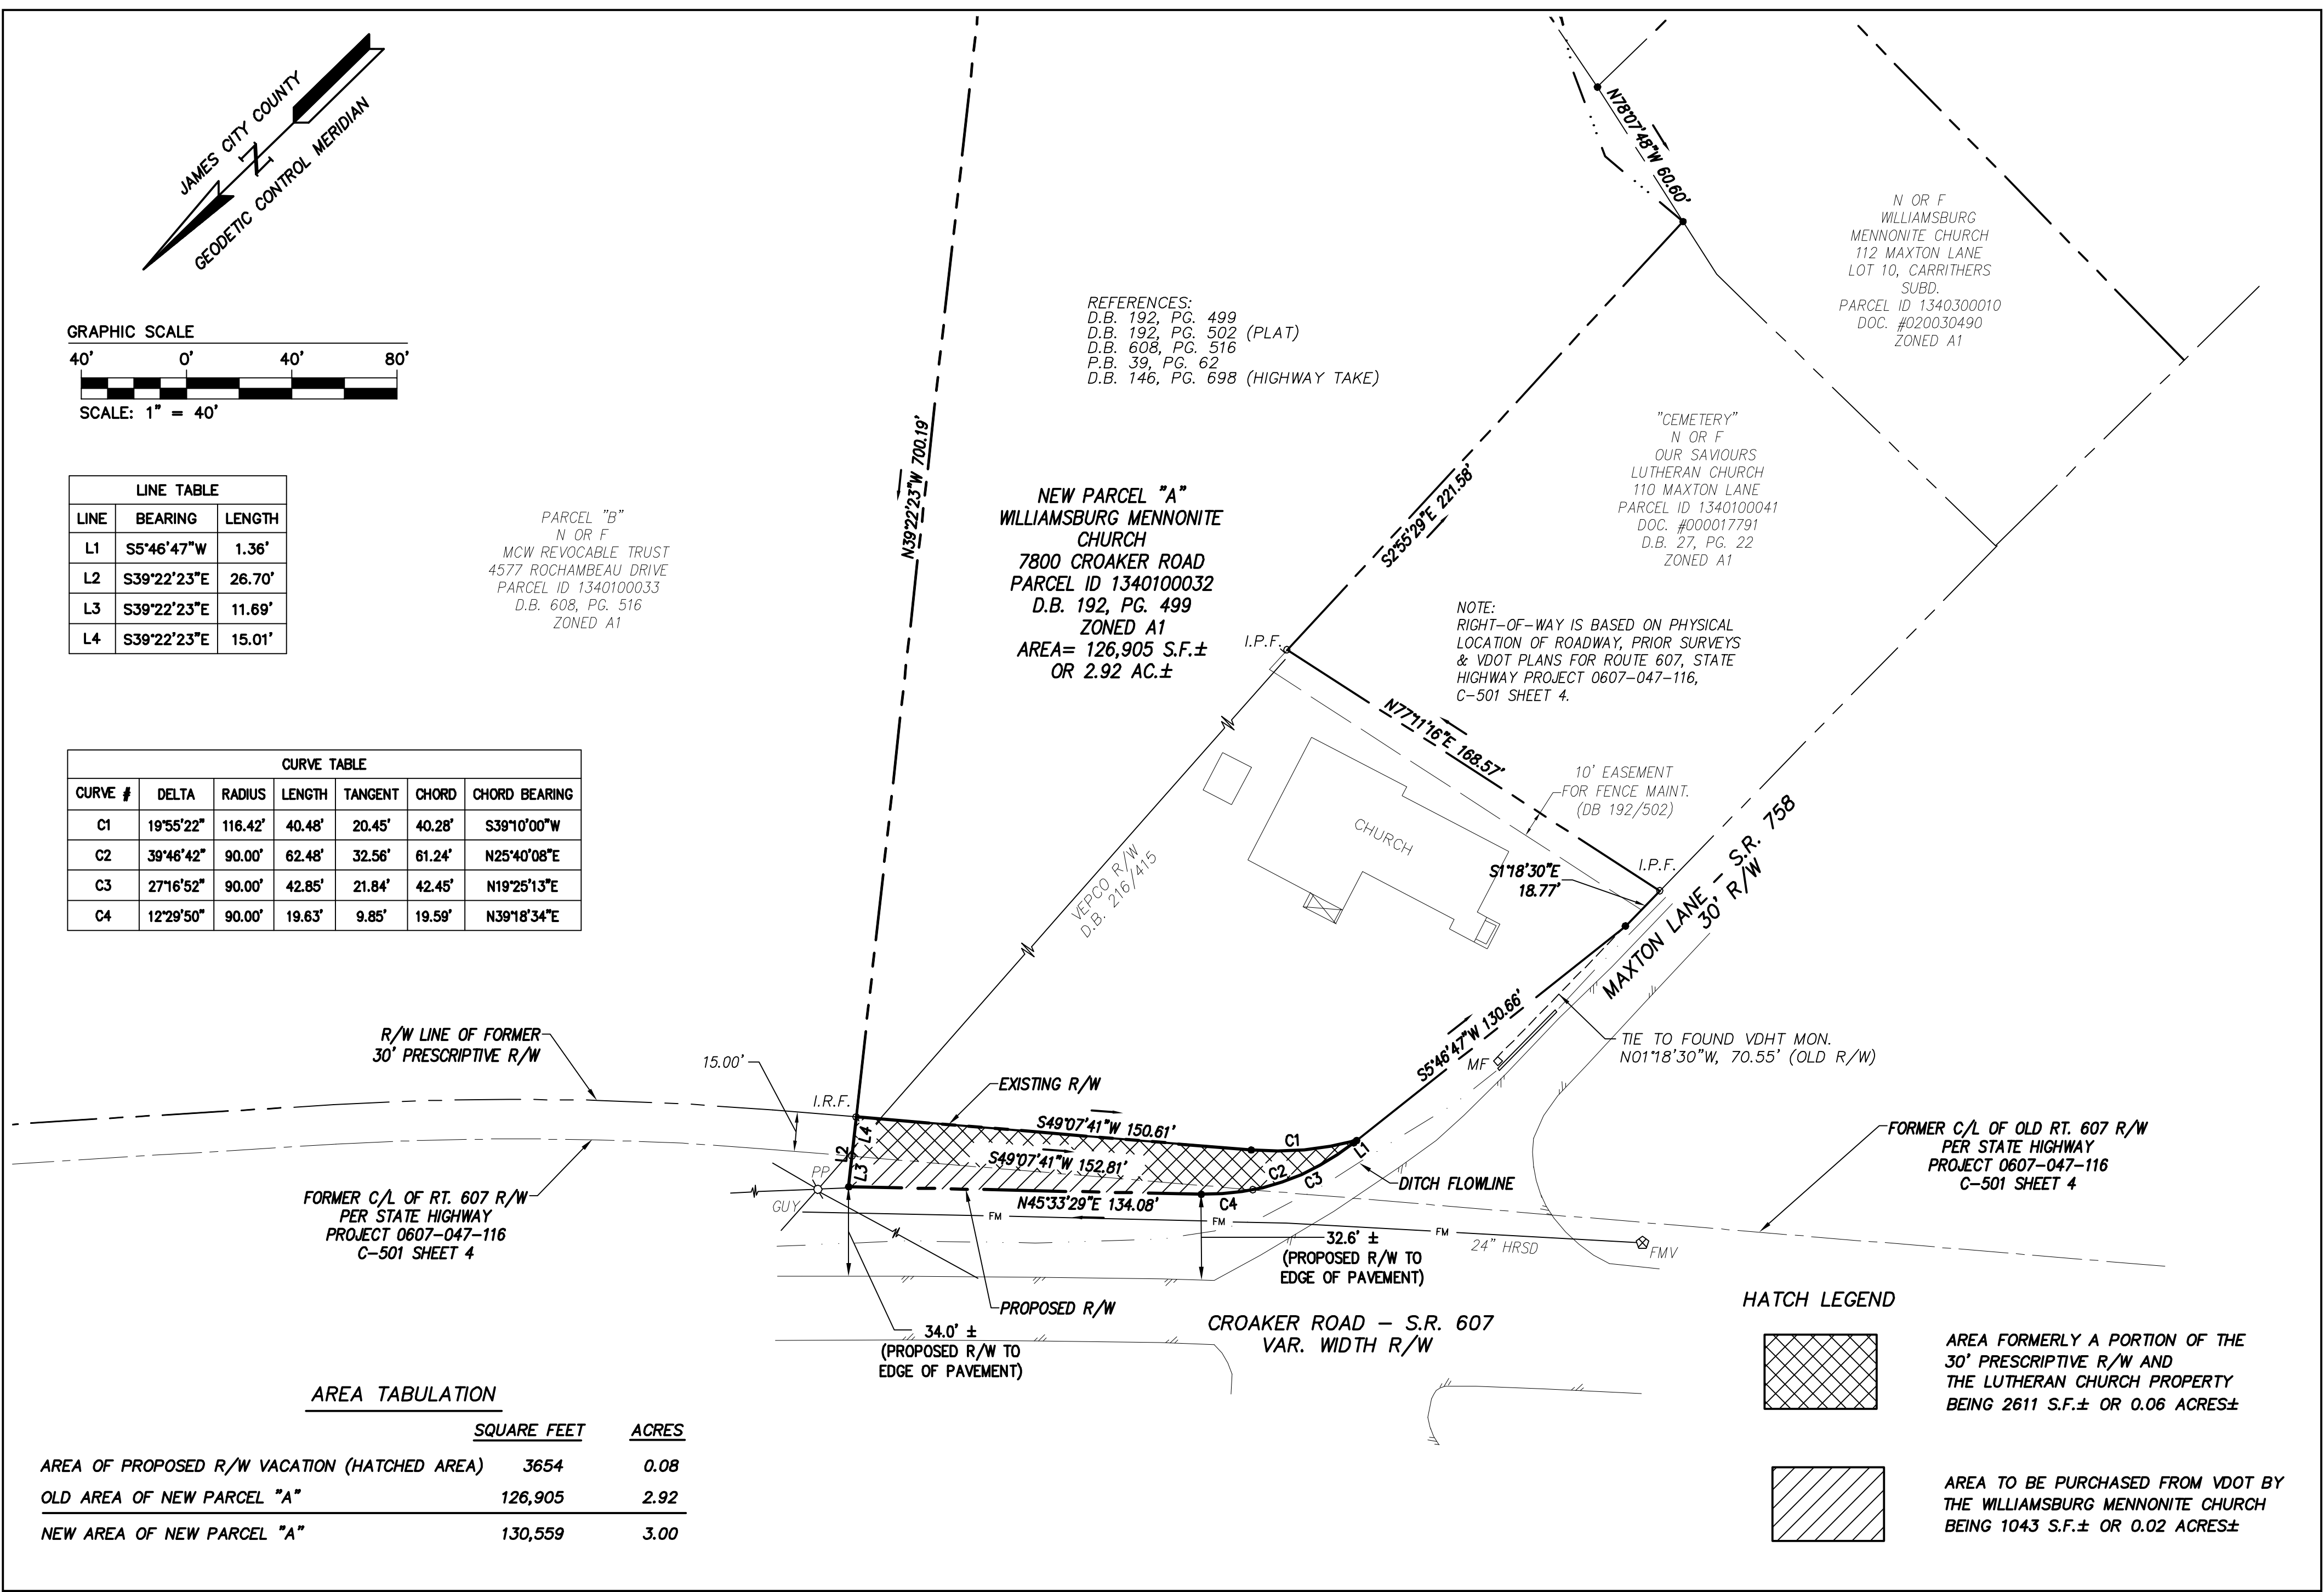 JAMES CITY COUNTY
N
GEODETIC CONTROL MERIDIAN
GRAPHIC SCALE
40' 0' 40' 80'
SCALE: 1" = 40'
LINE TABLE
LINE BEARING LENGTH
L1 S5°46'47"W 1.36'
L2 S39°22'23"E 26.70'
L3 S39°22'23"E 11.69'
L4 S39°22'23"E 15.01'
CURVE TABLE
CURVE # DELTA RADIUS LENGTH TANGENT CHORD CHORD BEARING
C1 19°55'22" 116.42' 40.48' 20.45' 40.28' S39°10'00"W
C2 39°46'42" 90.00' 62.48' 32.56' 61.24' N25°40'08"E
C3 27°16'52" 90.00' 42.85' 21.84' 42.45' N19°25'13"E
C4 12°29'50" 90.00' 19.63' 9.85' 19.59' N39°18'34"E
PARCEL "B"
N OR F
MCW REVOCABLE TRUST
4577 ROCHAMBEAU DRIVE
PARCEL ID 1340100033
D.B. 608, PG. 516
ZONED A1
N39°22'23"W 700.19'
REFERENCES:
D.B. 192, PG. 499
D.B. 192, PG. 502 (PLAT)
D.B. 608, PG. 516
P.B. 39, PG. 62
D.B. 146, PG. 698 (HIGHWAY TAKE)
NEW PARCEL "A"
WILLIAMSBURG MENNONITE
CHURCH
7800 CROAKER ROAD
PARCEL ID 1340100032
D.B. 192, PG. 499
ZONED A1
AREA= 126,905 S.F.±
OR 2.92 AC.±
N78°07'48"W 60.60'
N OR F
WILLIAMSBURG
MENNONITE CHURCH
112 MAXTON LANE
LOT 10, CARRITHERS
SUBD.
PARCEL ID 1340300010
DOC. #020030490
ZONED A1
S2°55'29"E 221.58'
"CEMETERY"
N OR F
OUR SAVIOURS
LUTHERAN CHURCH
110 MAXTON LANE
PARCEL ID 1340100041
DOC. #000017791
D.B. 27, PG. 22
ZONED A1
NOTE:
RIGHT-OF-WAY IS BASED ON PHYSICAL
LOCATION OF ROADWAY, PRIOR SURVEYS
& VDOT PLANS FOR ROUTE 607, STATE
HIGHWAY PROJECT 0607-047-116,
C-501 SHEET 4.
I.P.F.
N77°11'16"E 168.57'
10' EASEMENT
FOR FENCE MAINT.
(DB 192/502)
CHURCH
VEPCO R/W
D.B. 216/415
S1°18'30"E
18.77'
I.P.F.
MAXTON LANE - S.R. 758
30' R/W
S5°46'47"W 130.66'
MF
TIE TO FOUND VDHT MON.
N01°18'30"W, 70.55' (OLD R/W)
R/W LINE OF FORMER
30' PRESCRIPTIVE R/W
15.00'
I.R.F.
EXISTING R/W
S49°07'41"W 150.61'
C1
L1
L4
L2
L3
S49°07'41"W 152.81'
C2
C3
C4
DITCH FLOWLINE
PP
GUY
N45°33'29"E 134.08'
FM
FM
FM
24" HRSD
FMV
FORMER C/L OF RT. 607 R/W
PER STATE HIGHWAY
PROJECT 0607-047-116
C-501 SHEET 4
FORMER C/L OF OLD RT. 607 R/W
PER STATE HIGHWAY
PROJECT 0607-047-116
C-501 SHEET 4
32.6' ±
(PROPOSED R/W TO
EDGE OF PAVEMENT)
PROPOSED R/W
34.0' ±
(PROPOSED R/W TO
EDGE OF PAVEMENT)
CROAKER ROAD - S.R. 607
VAR. WIDTH R/W
HATCH LEGEND
AREA FORMERLY A PORTION OF THE
30' PRESCRIPTIVE R/W AND
THE LUTHERAN CHURCH PROPERTY
BEING 2611 S.F.± OR 0.06 ACRES±
AREA TO BE PURCHASED FROM VDOT BY
THE WILLIAMSBURG MENNONITE CHURCH
BEING 1043 S.F.± OR 0.02 ACRES±
AREA TABULATION
SQUARE FEET ACRES
AREA OF PROPOSED R/W VACATION (HATCHED AREA) 3654 0.08
OLD AREA OF NEW PARCEL "A" 126,905 2.92
NEW AREA OF NEW PARCEL "A" 130,559 3.00